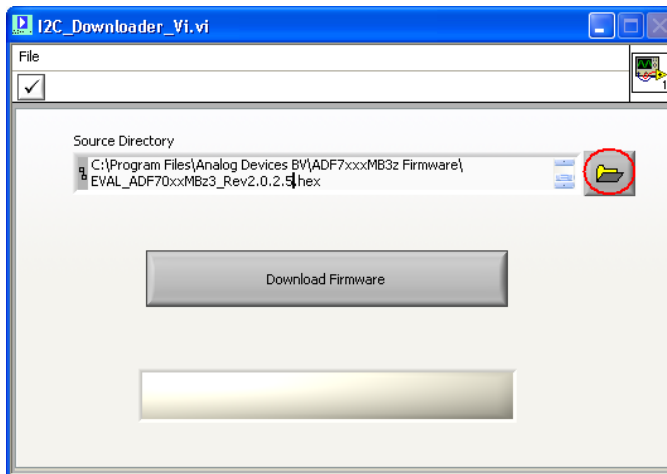 I2C_Downloader_Vi.vi
File
1
Source Directory
C:\Program Files\Analog Devices BV\ADF7xxxMB3z Firmware\
EVAL_ADF70xxMBz3_Rev2.0.2.5.hex
Download Firmware